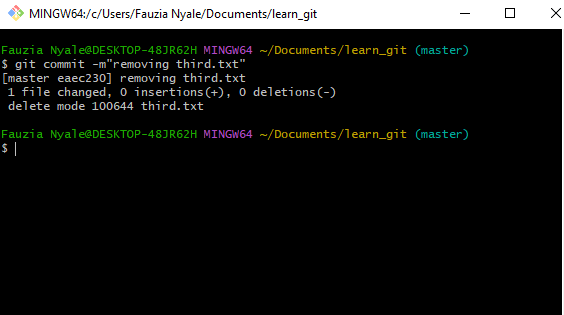 MINGW64:/c/Users/Fauzia Nyale/Documents/learn_git
Fauzia Nyale@DESKTOP-48JR62H MINGW64 ~/Documents/learn_git (master)
$ git commit -m"removing third.txt"
[master eaec230] removing third.txt
 1 file changed, 0 insertions(+), 0 deletions(-)
 delete mode 100644 third.txt
Fauzia Nyale@DESKTOP-48JR62H MINGW64 ~/Documents/learn_git (master)
$